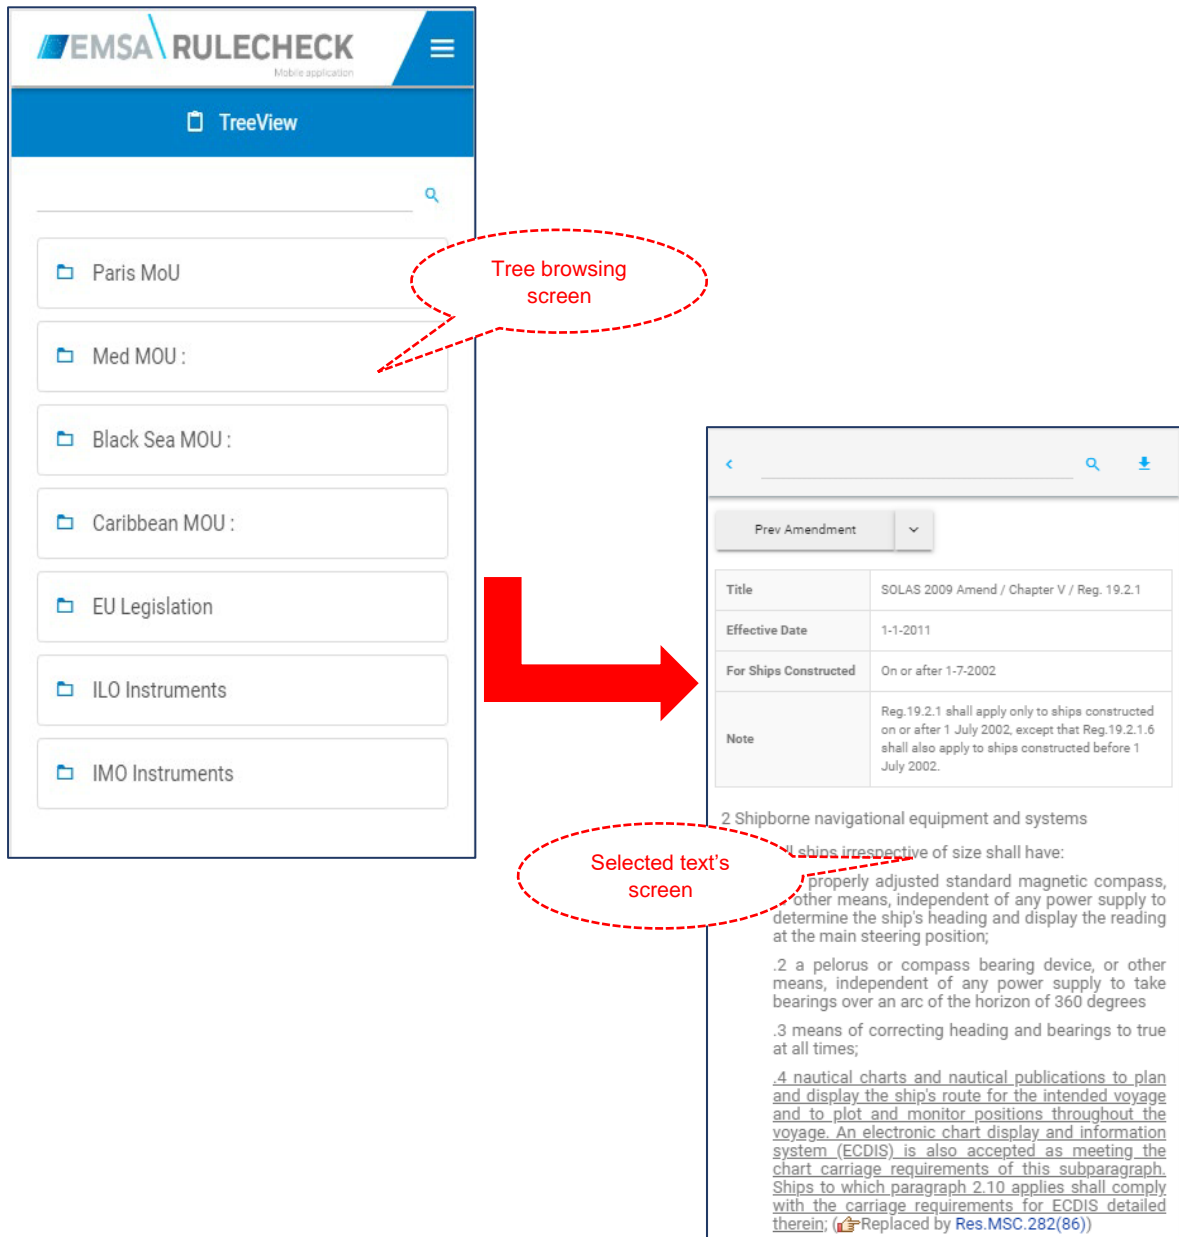 EMSA RULECHECK
Mobile application
TreeView
Paris MoU
Med MOU :
Black Sea MOU :
Caribbean MOU :
EU Legislation
ILO Instruments
IMO Instruments
Tree browsing
screen
Prev Amendment
Title SOLAS 2009 Amend / Chapter V / Reg. 19.2.1
Effective Date 1-1-2011
For Ships Constructed On or after 1-7-2002
Note Reg.19.2.1 shall apply only to ships constructed
on or after 1 July 2002, except that Reg.19.2.1.6
shall also apply to ships constructed before 1
July 2002.
2 Shipborne navigational equipment and systems
Selected text's
screen
ships irrespective of size shall have:
properly adjusted standard magnetic compass,
other means, independent of any power supply to
determine the ship's heading and display the reading
at the main steering position;
.2 a pelorus or compass bearing device, or other
means, independent of any power supply to take
bearings over an arc of the horizon of 360 degrees
.3 means of correcting heading and bearings to true
at all times;
.4 nautical charts and nautical publications to plan
and display the ship's route for the intended voyage
and to plot and monitor positions throughout the
voyage. An electronic chart display and information
system (ECDIS) is also accepted as meeting the
chart carriage requirements of this subparagraph.
Ships to which paragraph 2.10 applies shall comply
with the carriage requirements for ECDIS detailed
therein; (Replaced by Res.MSC.282(86))